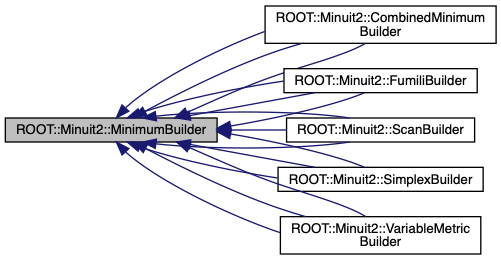 ROOT::Minuit2::CombinedMinimum
Builder
ROOT::Minuit2::FumiliBuilder
ROOT::Minuit2::MinimumBuilder
ROOT::Minuit2::ScanBuilder
ROOT::Minuit2::SimplexBuilder
ROOT::Minuit2::VariableMetric
Builder